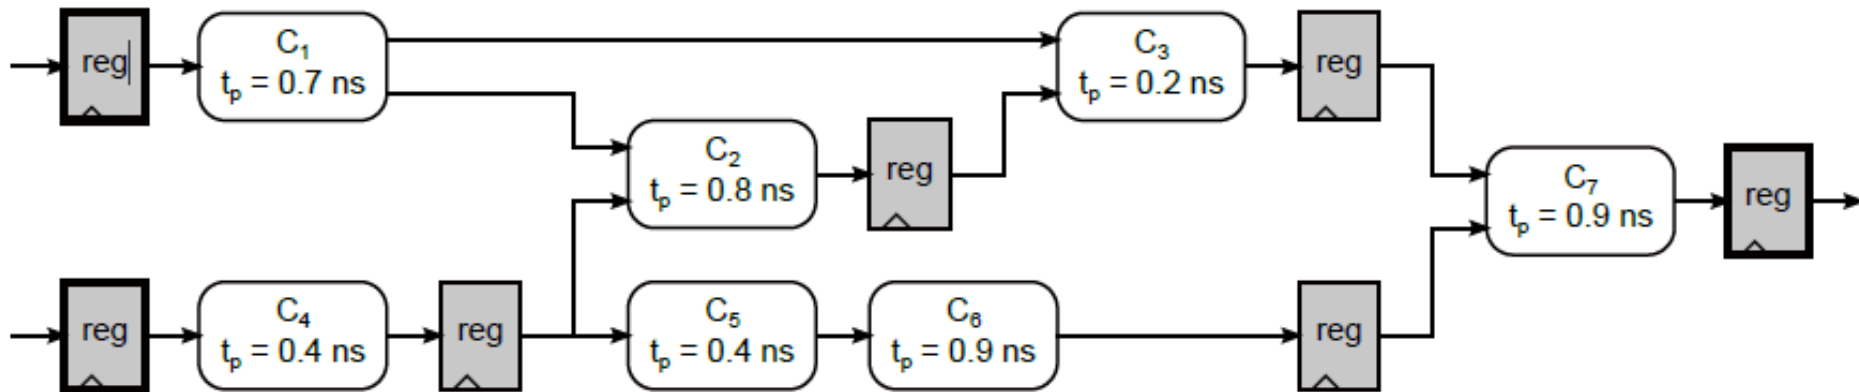 reg
C₁
tₚ = 0.7 ns
C₃
tₚ = 0.2 ns
reg
C₂
tₚ = 0.8 ns
reg
C₇
tₚ = 0.9 ns
reg
reg
C₄
tₚ = 0.4 ns
reg
C₅
tₚ = 0.4 ns
C₆
tₚ = 0.9 ns
reg